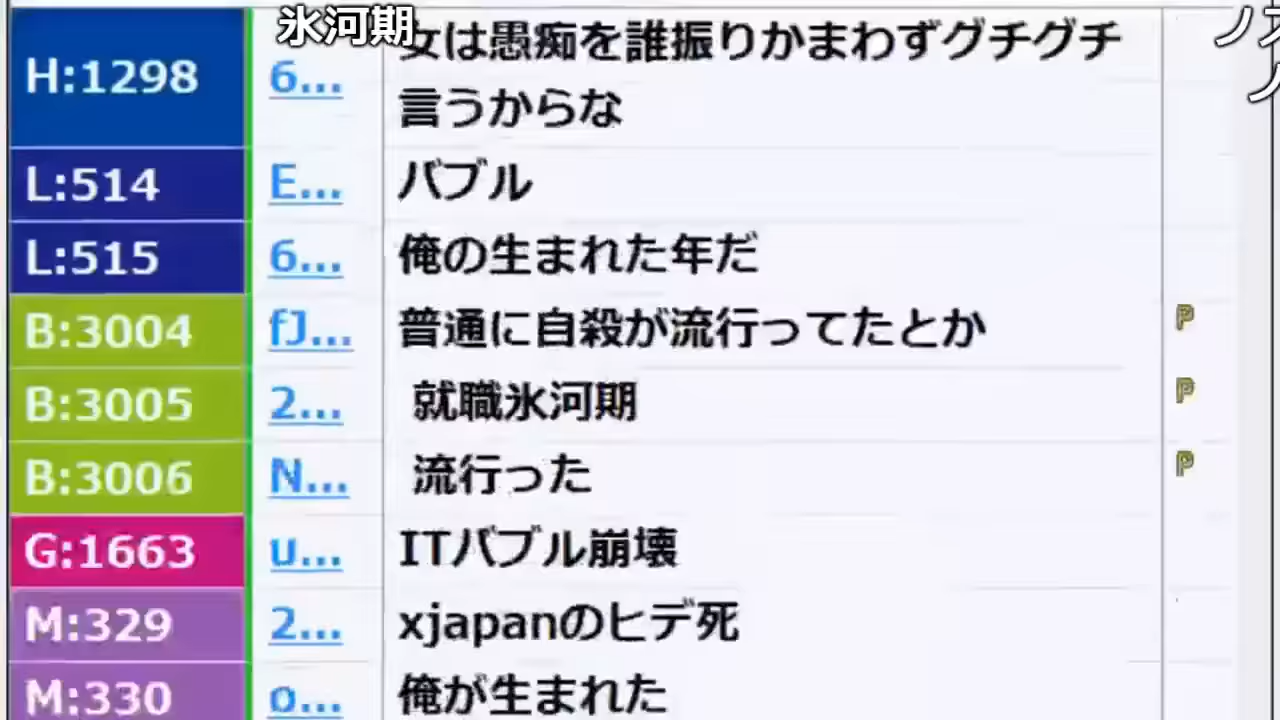 氷河期
H:1298 6... 女は愚痴を誰振りかまわずグチグチ
言うからな
L:514 E... バブル
L:515 6... 俺の生まれた年だ
B:3004 fJ... 普通に自殺が流行ってたとか P
B:3005 2... 就職氷河期 P
B:3006 N... 流行った P
G:1663 u... ITバブル崩壊
M:329 2... xjapanのヒデ死
M:330 o... 俺が生まれた